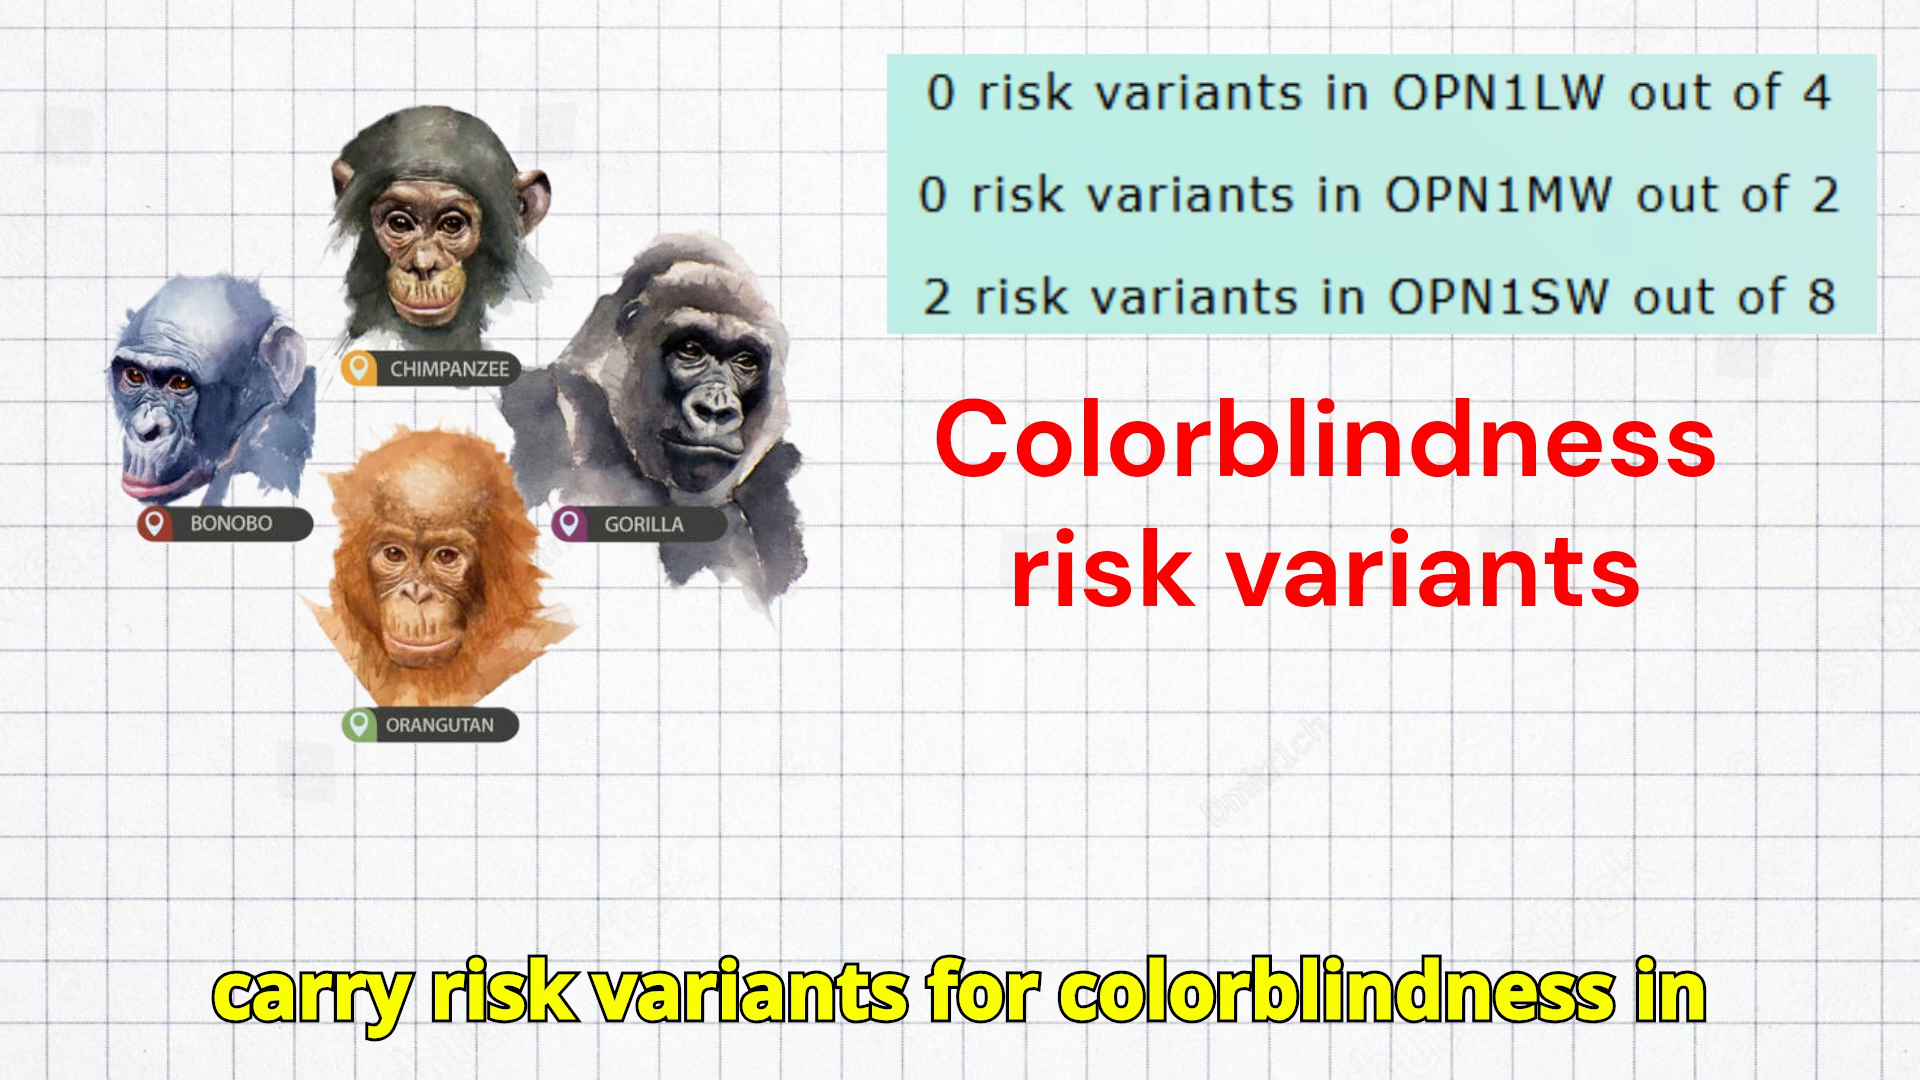 0 risk variants in OPN1LW out of 4
0 risk variants in OPN1MW out of 2
2 risk variants in OPN1SW out of 8
CHIMPANZEE
BONOBO
GORILLA
ORANGUTAN
Colorblindness
risk variants
carry risk variants for colorblindness in